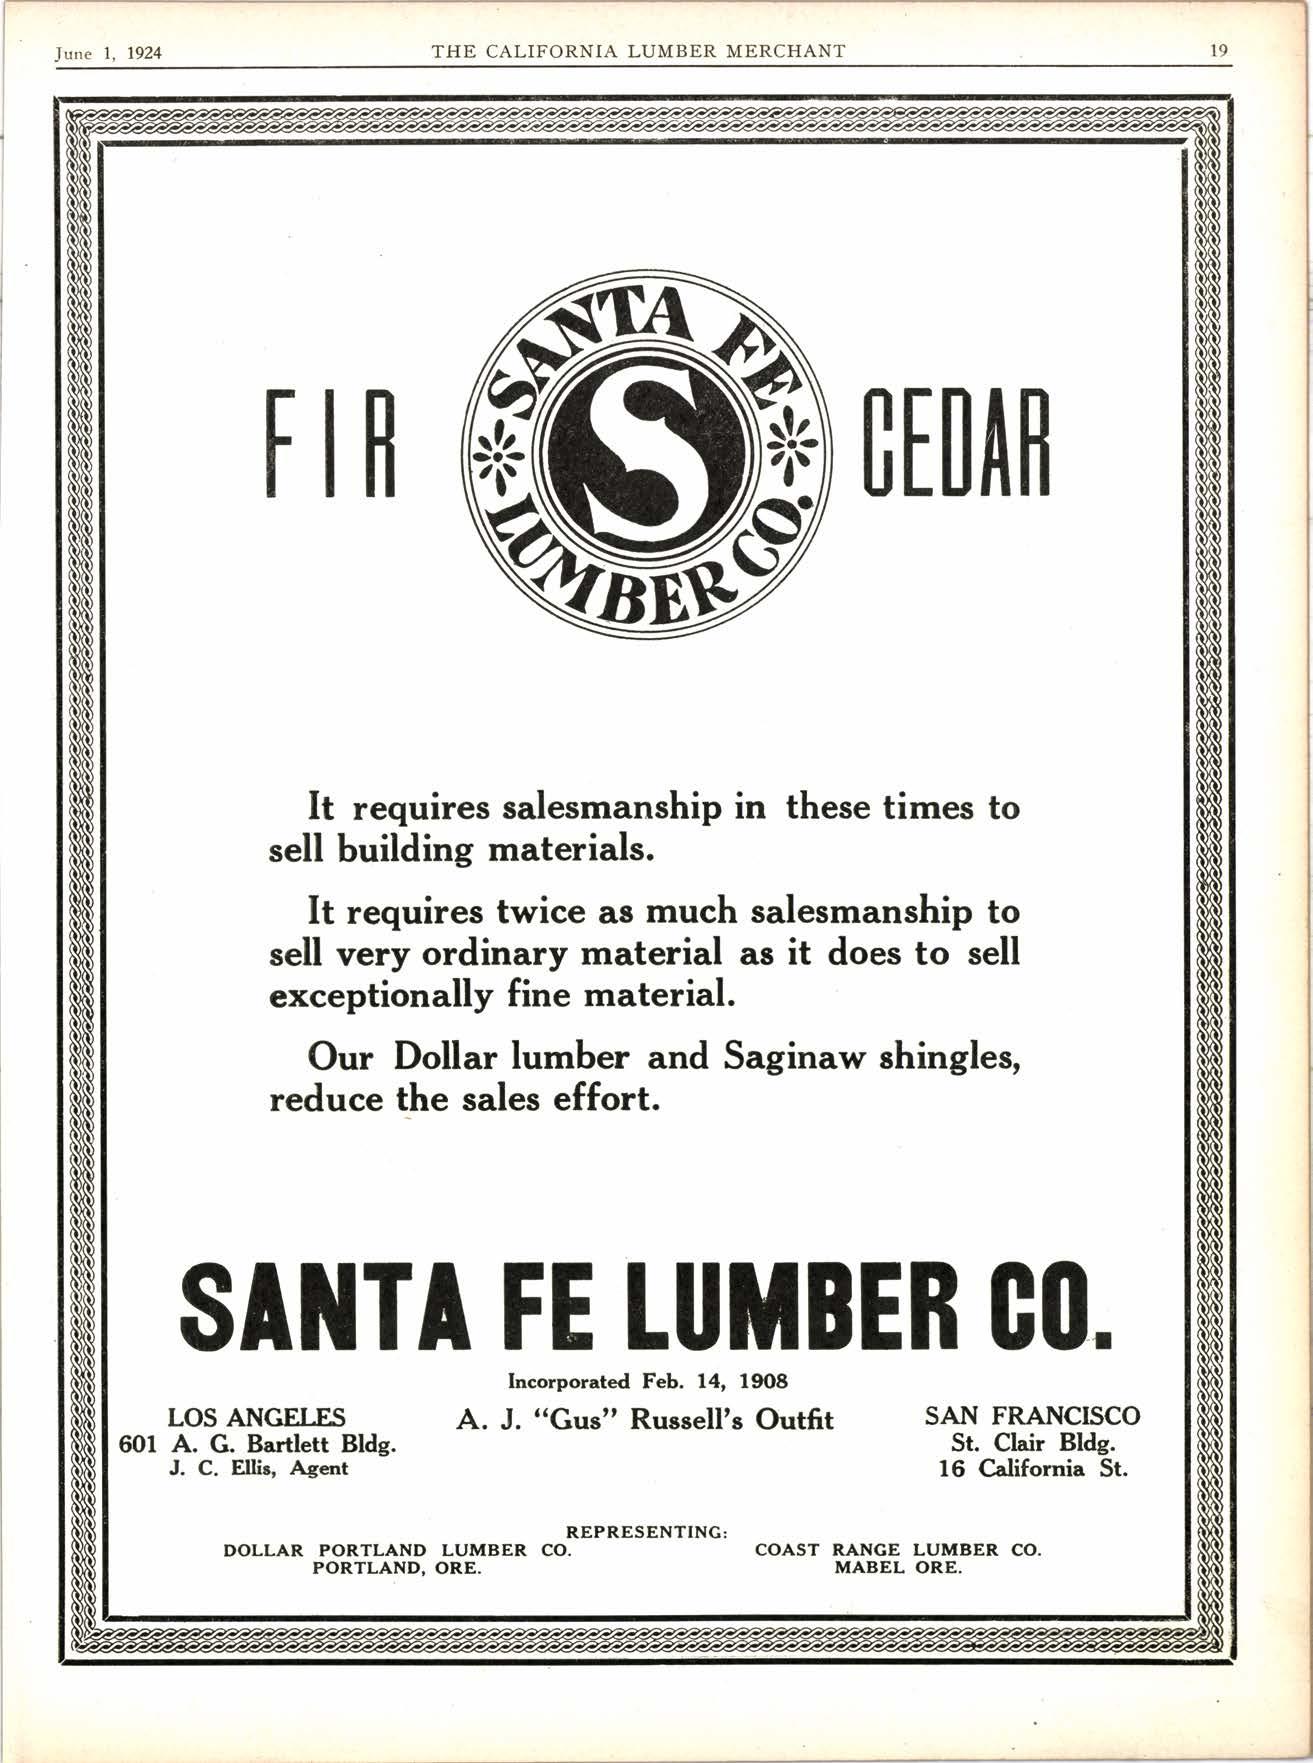 June 1, 1924 THE CALIFORNIA LUMBER MERCHANT 19
FIR
SANTA FE
S
LUMBER CO.
CEDAR
It requires salesmanship in these times to
sell building materials.
It requires twice as much salesmanship to
sell very ordinary material as it does to sell
exceptionally fine material.
Our Dollar lumber and Saginaw shingles,
reduce the sales effort.
SANTA FE LUMBER CO.
Incorporated Feb. 14, 1908
LOS ANGELES
601 A. G. Bartlett Bldg.
J. C. Ellis, Agent
A. J. “Gus” Russell’s Outfit
SAN FRANCISCO
St. Clair Bldg.
16 California St.
REPRESENTING:
DOLLAR PORTLAND LUMBER CO.
PORTLAND, ORE.
COAST RANGE LUMBER CO.
MABEL ORE.